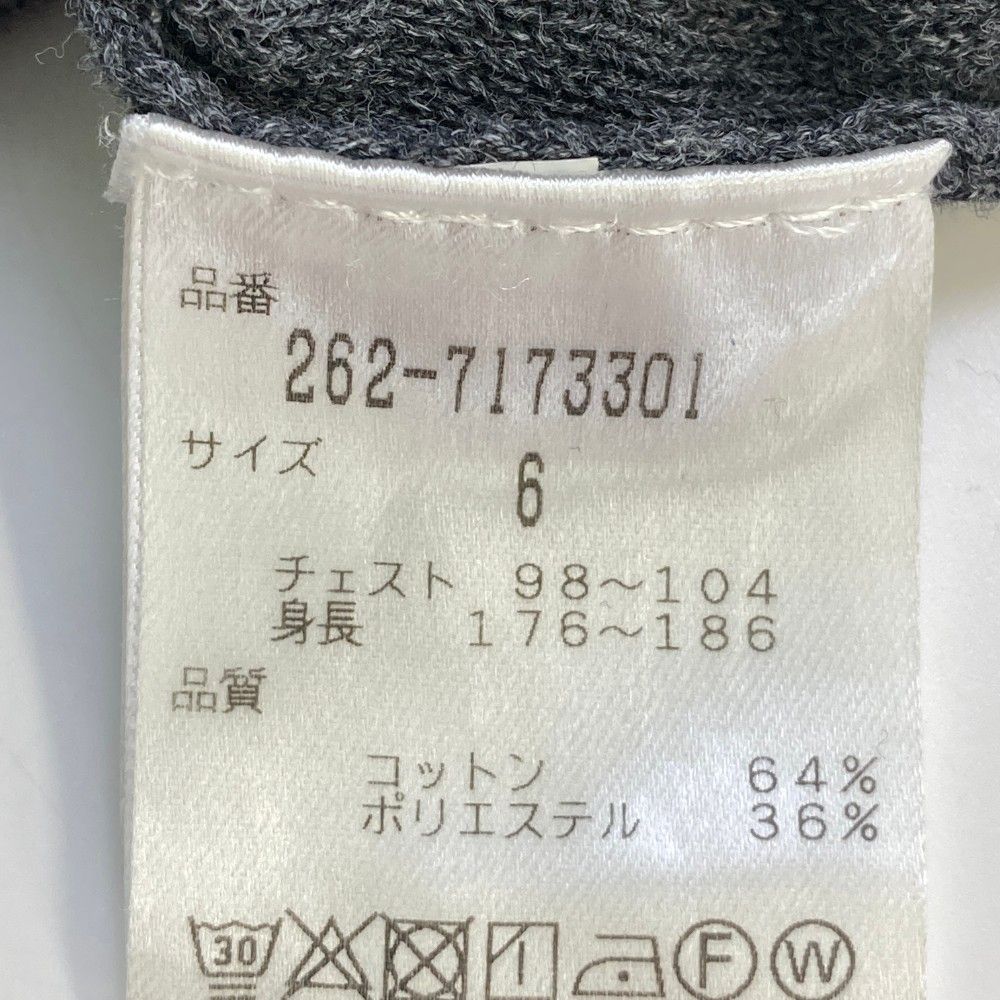 品番
262-7173301
サイズ
6
チェスト 98～104
身長 176～186
品質
コットン 64%
ポリエステル 36%
30 F W